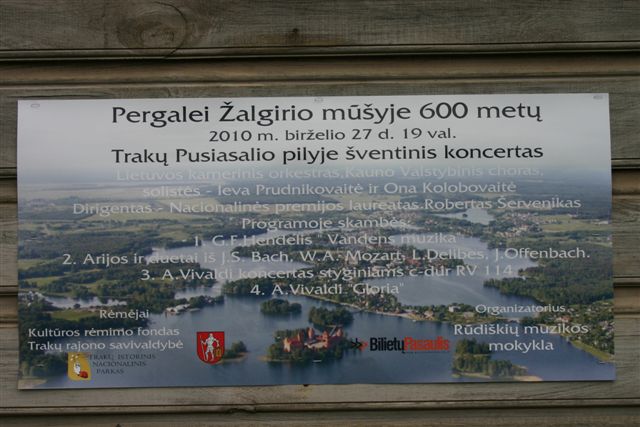 Pergalei Žalgirio mūšyje 600 metų
2010 m. birželio 27 d. 19 val.
Trakų Pusiasalio pilyje šventinis koncertas
Lietuvos kamerinis orkestras,Kauno Valstybinis choras,
solistės - Ieva Prudnikovaitė ir Ona Kolobovaitė
Dirigentas - Nacionalinės premijos laureatas Robertas Šervenikas
Programoje skambės:
1. G.F.Hendelis "Vandens muzika"
2. Arijos ir duetai iš J.S. Bach, W.A. Mozart, L.Delibes, J.Offenbach.
3. A.Vivaldi koncertas styginiams c-dur RV 114
4. A.Vivaldi "Gloria"
Rėmėjai
Kultūros rėmimo fondas
Trakų rajono savivaldybė
TRAKŲ ISTORINIS
NACIONALINIS
PARKAS
BilietųPasaulis
Organizatorius
Rūdiškių muzikos
mokykla